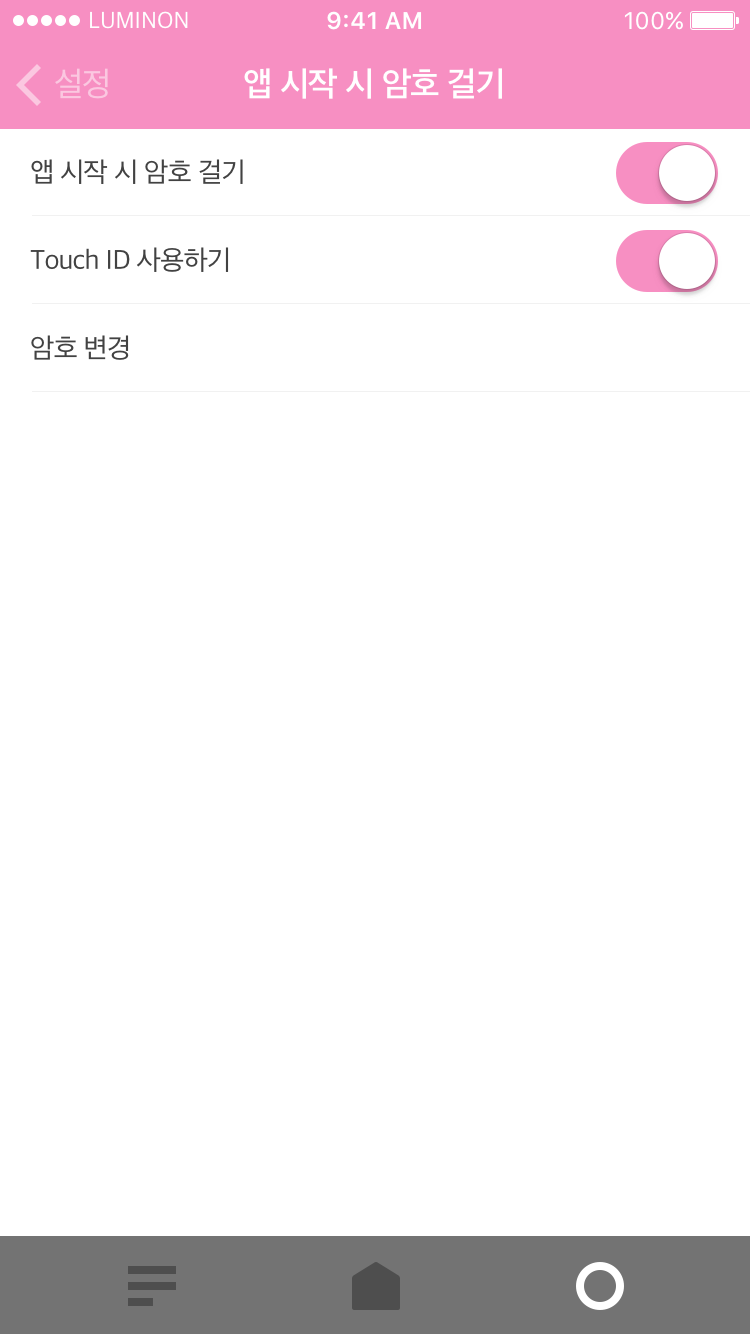 LUMINON 9:41 AM 100%
설정 앱 시작 시 암호 걸기
앱 시작 시 암호 걸기
Touch ID 사용하기
암호 변경